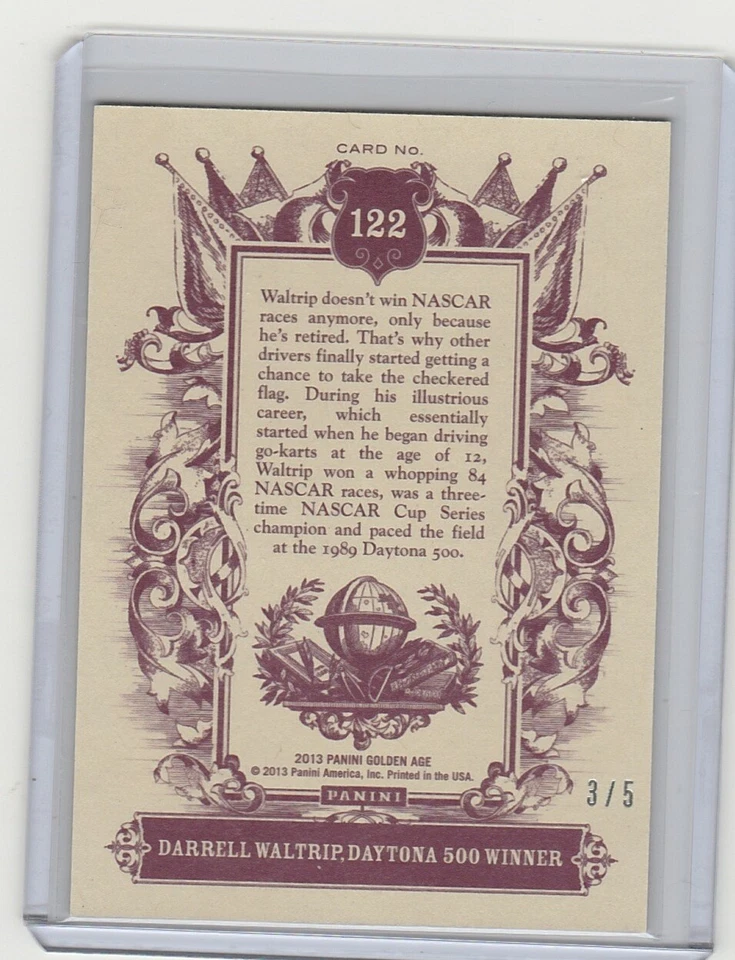 CARD No.
122
Waltrip doesn't win NASCAR
races anymore, only because
he's retired. That's why other
drivers finally started getting a
chance to take the checkered
flag. During his illustrious
career, which essentially
started when he began driving
go-karts at the age of 12,
Waltrip won a whopping 84
NASCAR races, was a three-
time NASCAR Cup Series
champion and paced the field
at the 1989 Daytona 500.
2013 PANINI GOLDEN AGE
© 2013 Panini America, Inc. Printed in the USA.
PANINI
3/5
DARRELL WALTRIP, DAYTONA 500 WINNER